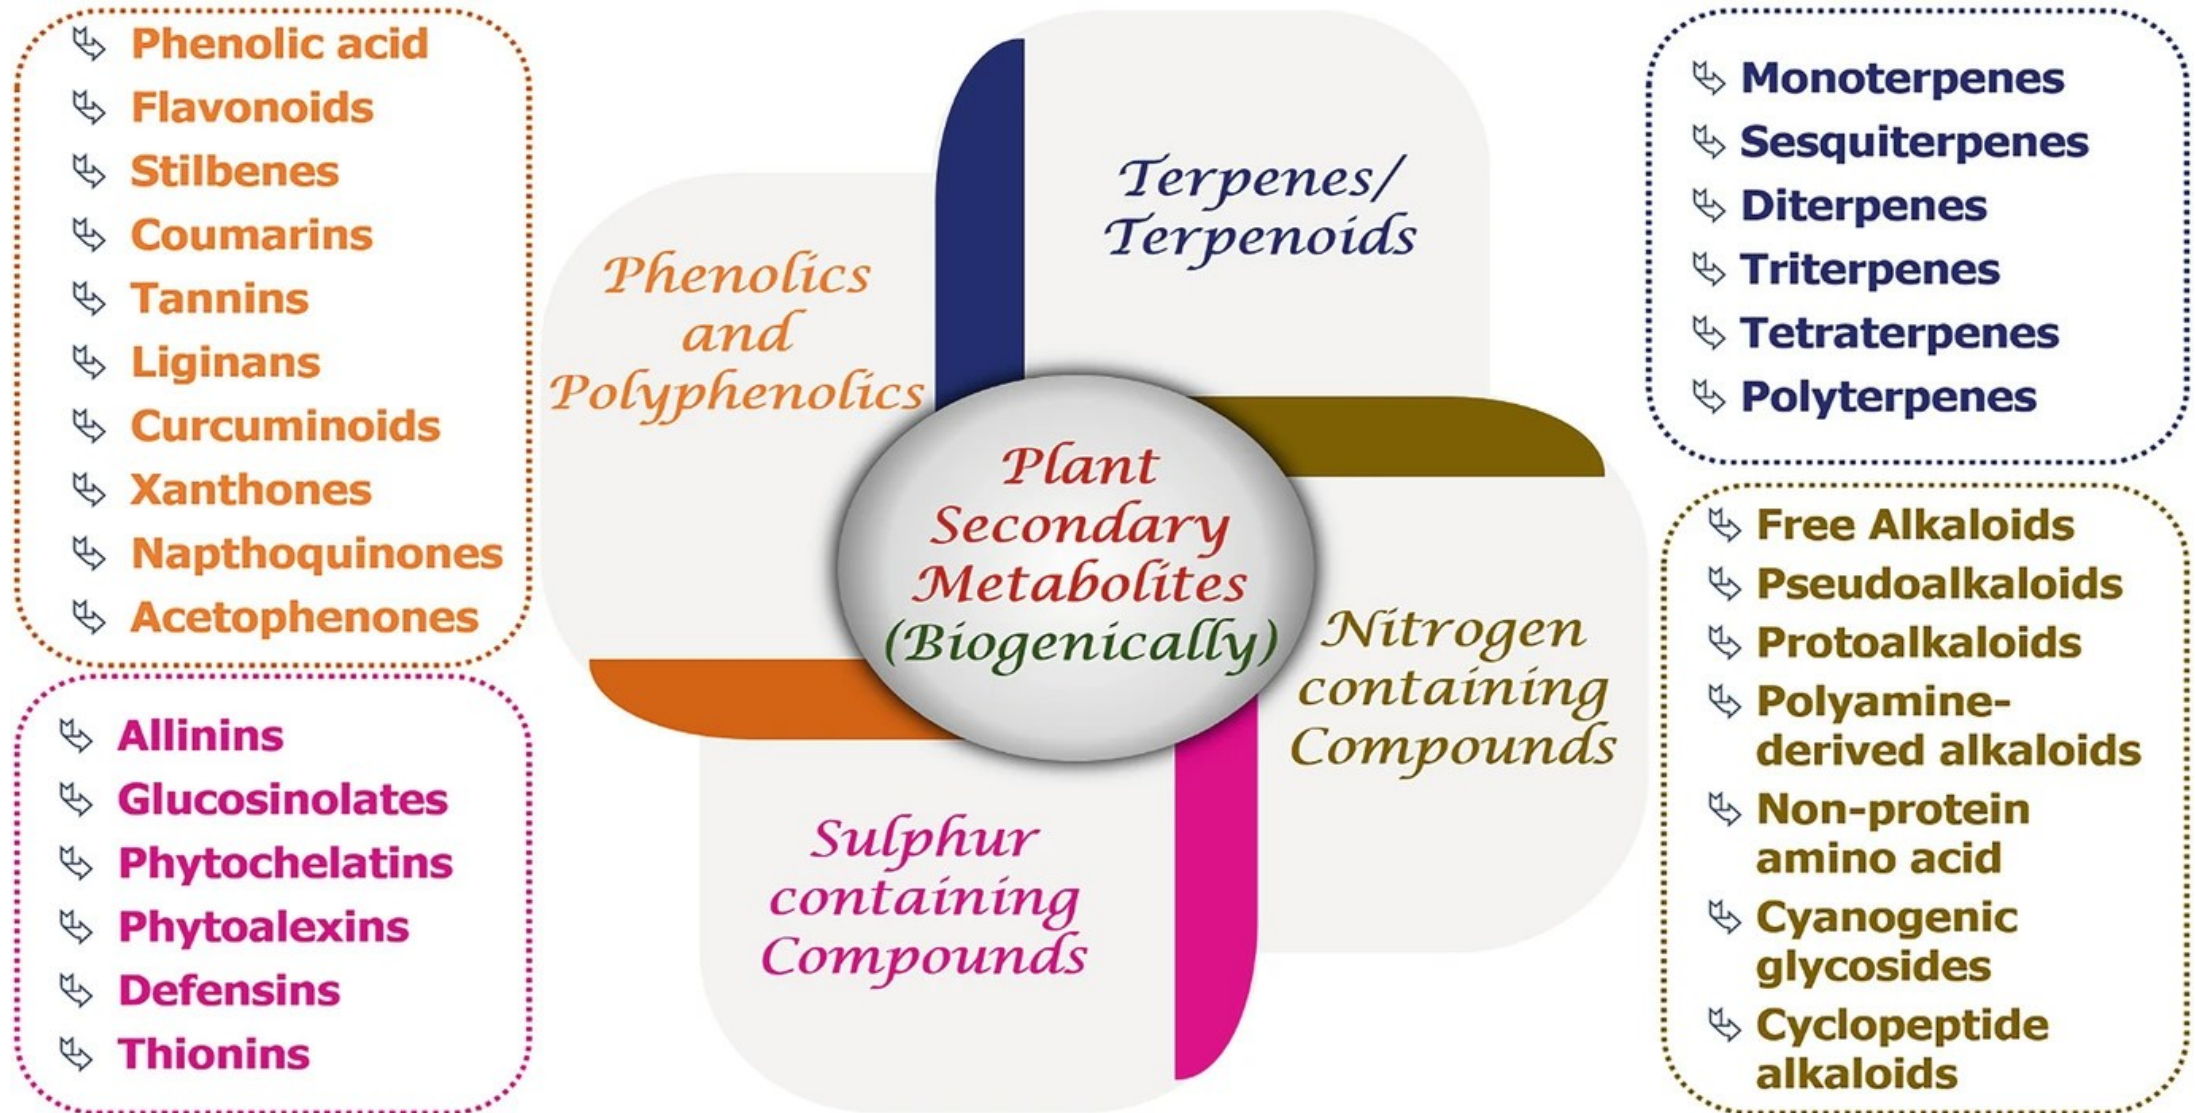 Phenolic acid
Flavonoids
Stilbenes
Coumarins
Tannins
Liginans
Curcuminoids
Xanthones
Napthoquinones
Acetophenones
Allinins
Glucosinolates
Phytochelatins
Phytoalexins
Defensins
Thionins
Phenolics
and
Polyphenolics
Terpenes/
Terpenoids
Plant
Secondary
Metabolites
(Biogenically)
Nitrogen
containing
Compounds
Sulphur
containing
Compounds
Monoterpenes
Sesquiterpenes
Diterpenes
Triterpenes
Tetraterpenes
Polyterpenes
Free Alkaloids
Pseudoalkaloids
Protoalkaloids
Polyamine-
derived alkaloids
Non-protein
amino acid
Cyanogenic
glycosides
Cyclopeptide
alkaloids